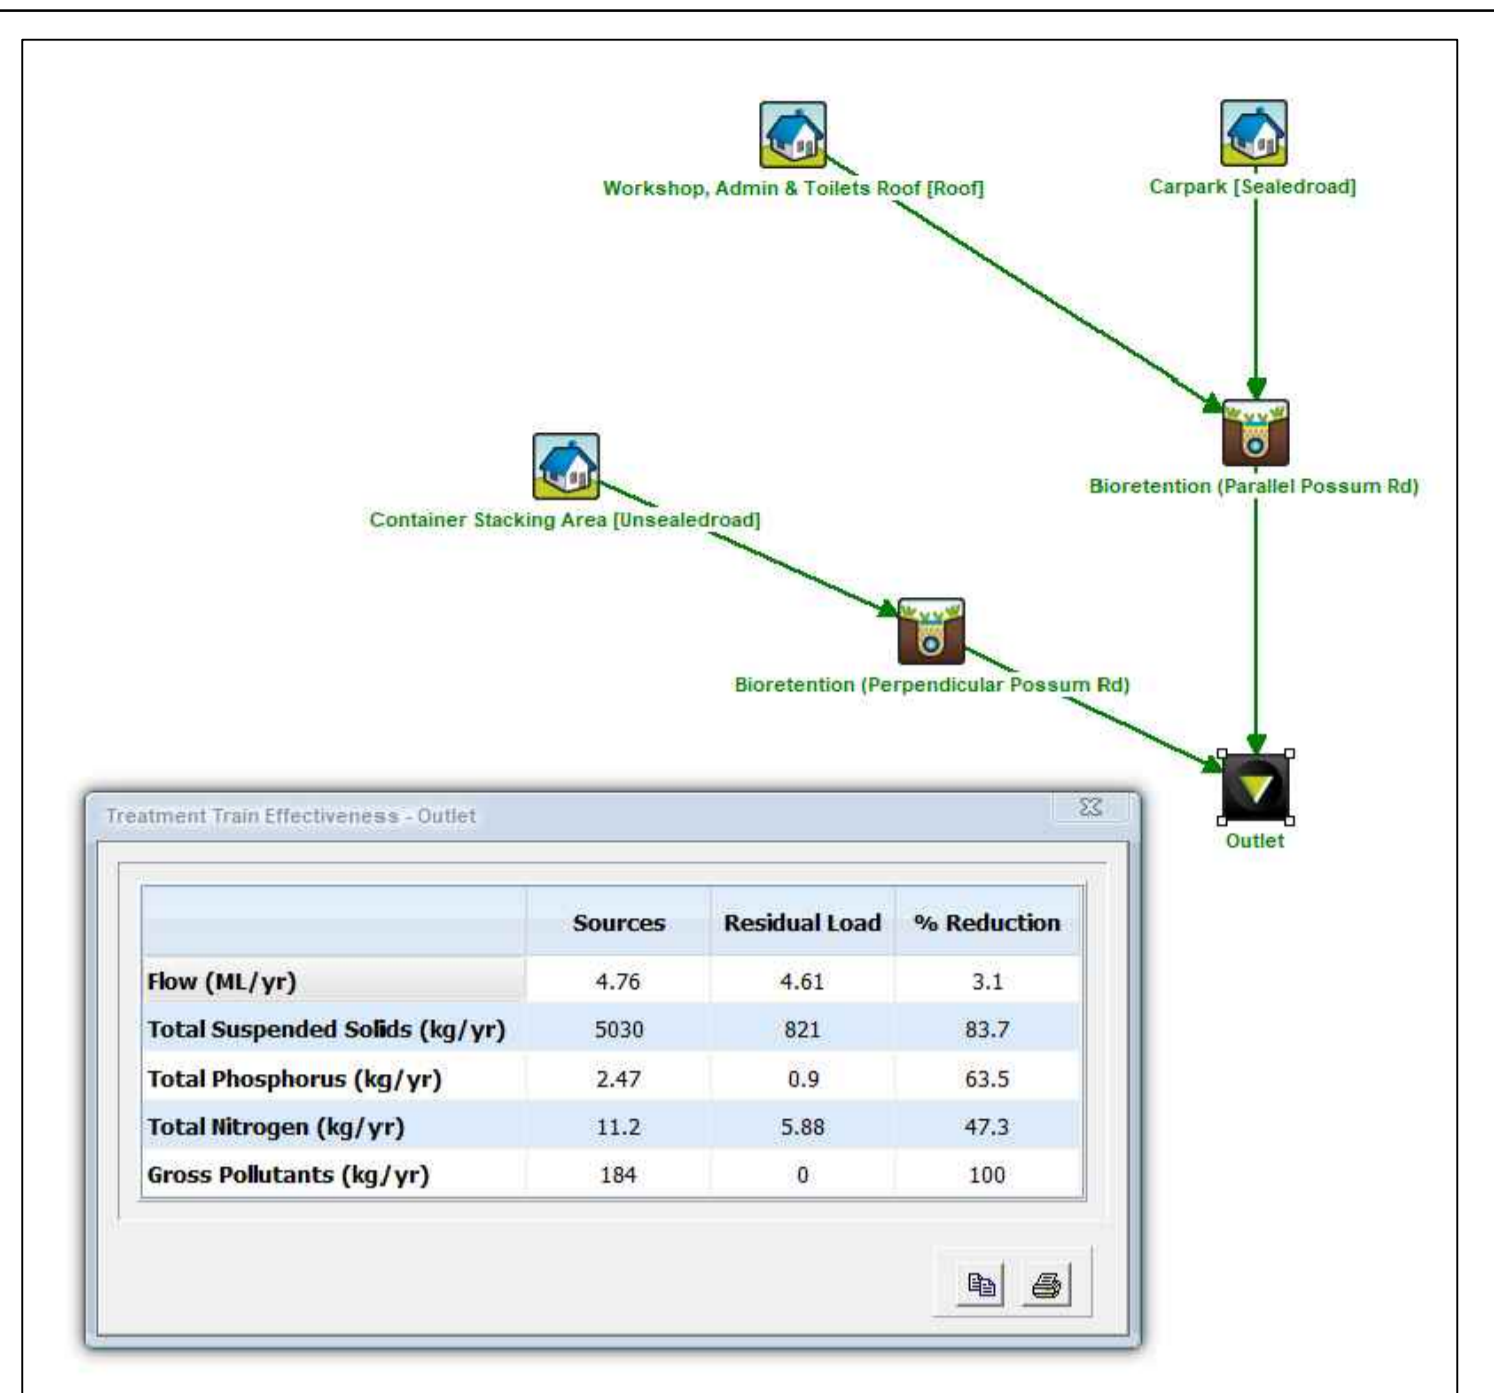 Workshop, Admin & Toilets Roof [Roof]
Carpark [Sealedroad]
Bioretention (Parallel Possum Rd)
Container Stacking Area [Unsealedroad]
Bioretention (Perpendicular Possum Rd)
Outlet
Treatment Train Effectiveness - Outlet
Sources Residual Load % Reduction
Flow (ML/yr) 4.76 4.61 3.1
Total Suspended Solids (kg/yr) 5030 821 83.7
Total Phosphorus (kg/yr) 2.47 0.9 63.5
Total Nitrogen (kg/yr) 11.2 5.88 47.3
Gross Pollutants (kg/yr) 184 0 100